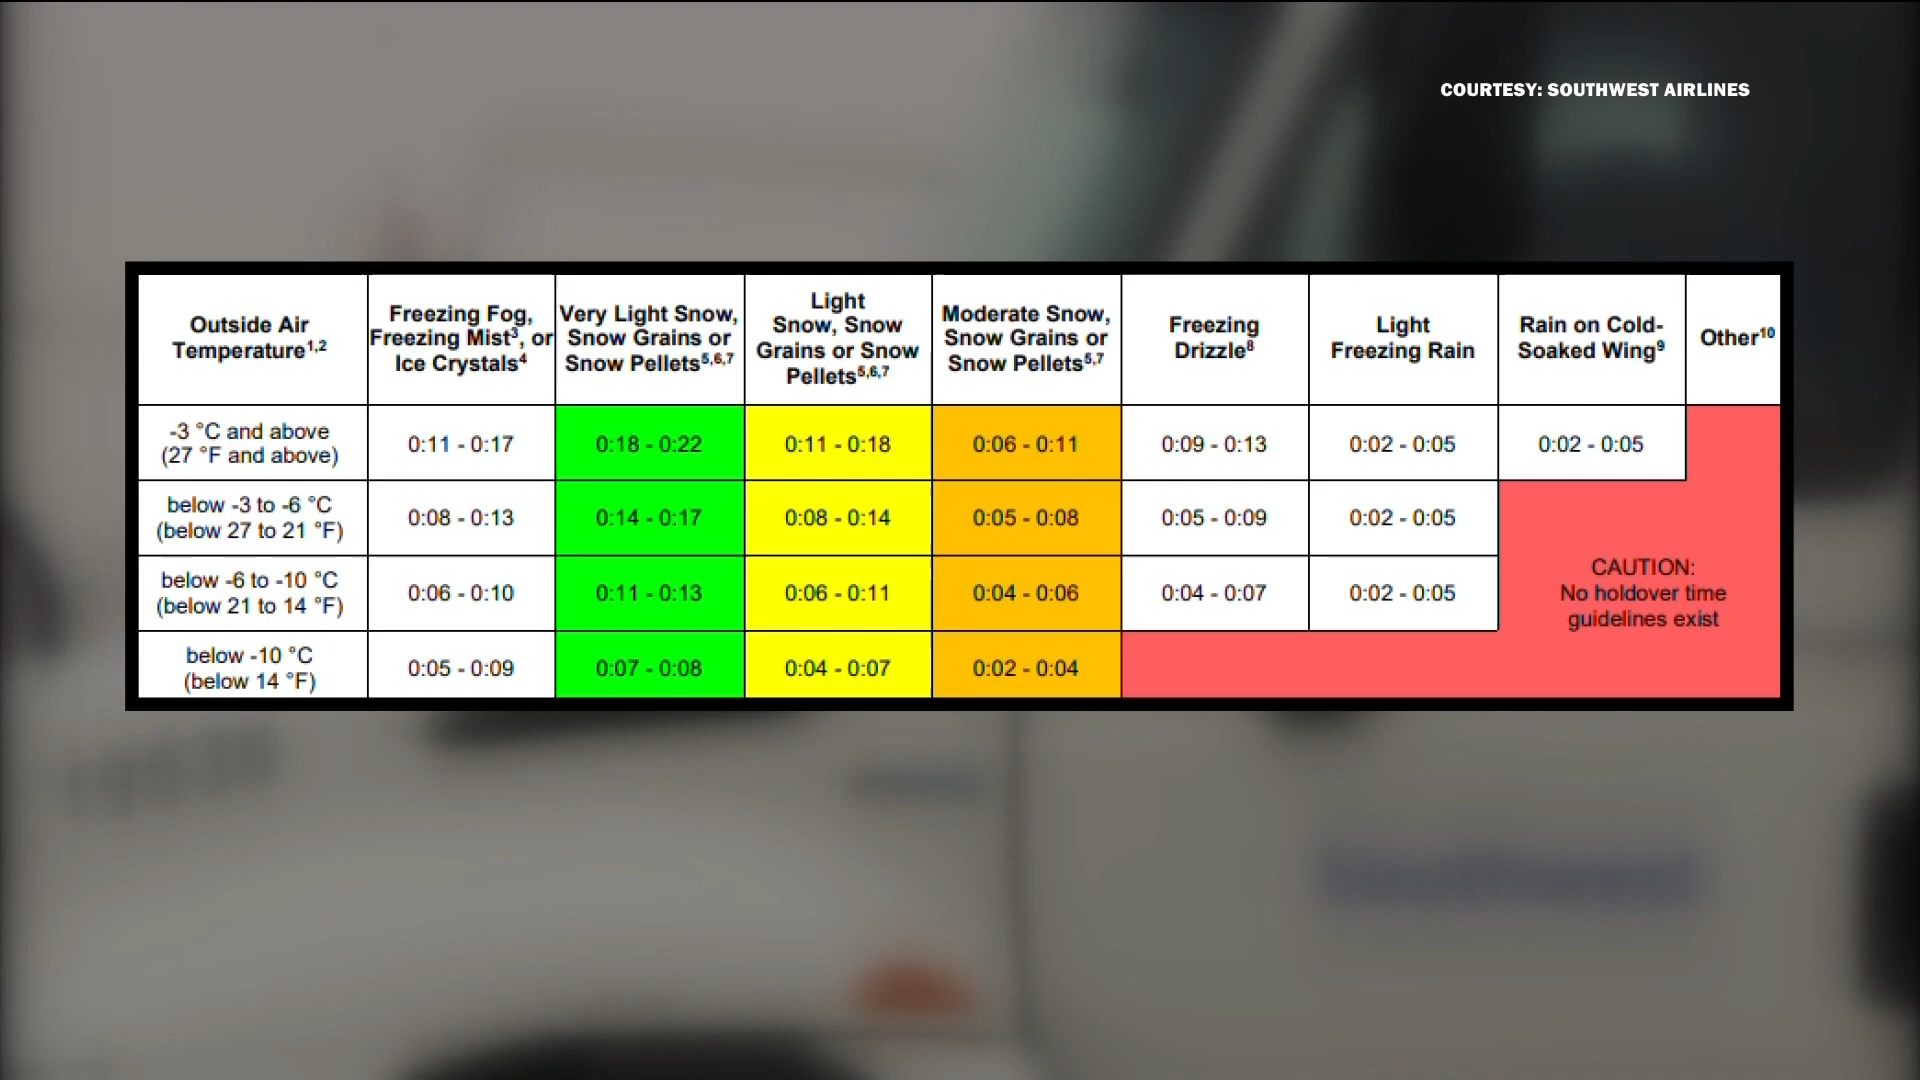 COURTESY: SOUTHWEST AIRLINES
Outside Air Temperature1,2
Freezing Fog, Freezing Mist3, or Ice Crystals4
Very Light Snow, Snow Grains or Snow Pellets5,6,7
Light Snow, Snow Grains or Snow Pellets5,6,7
Moderate Snow, Snow Grains or Snow Pellets5,7
Freezing Drizzle8
Light Freezing Rain
Rain on Cold-Soaked Wing9
Other10
-3 °C and above (27 °F and above)
0:11 - 0:17
0:18 - 0:22
0:11 - 0:18
0:06 - 0:11
0:09 - 0:13
0:02 - 0:05
0:02 - 0:05
below -3 to -6 °C (below 27 to 21 °F)
0:08 - 0:13
0:14 - 0:17
0:08 - 0:14
0:05 - 0:08
0:05 - 0:09
0:02 - 0:05
below -6 to -10 °C (below 21 to 14 °F)
0:06 - 0:10
0:11 - 0:13
0:06 - 0:11
0:04 - 0:06
0:04 - 0:07
0:02 - 0:05
CAUTION:
No holdover time
guidelines exist
below -10 °C (below 14 °F)
0:05 - 0:09
0:07 - 0:08
0:04 - 0:07
0:02 - 0:04